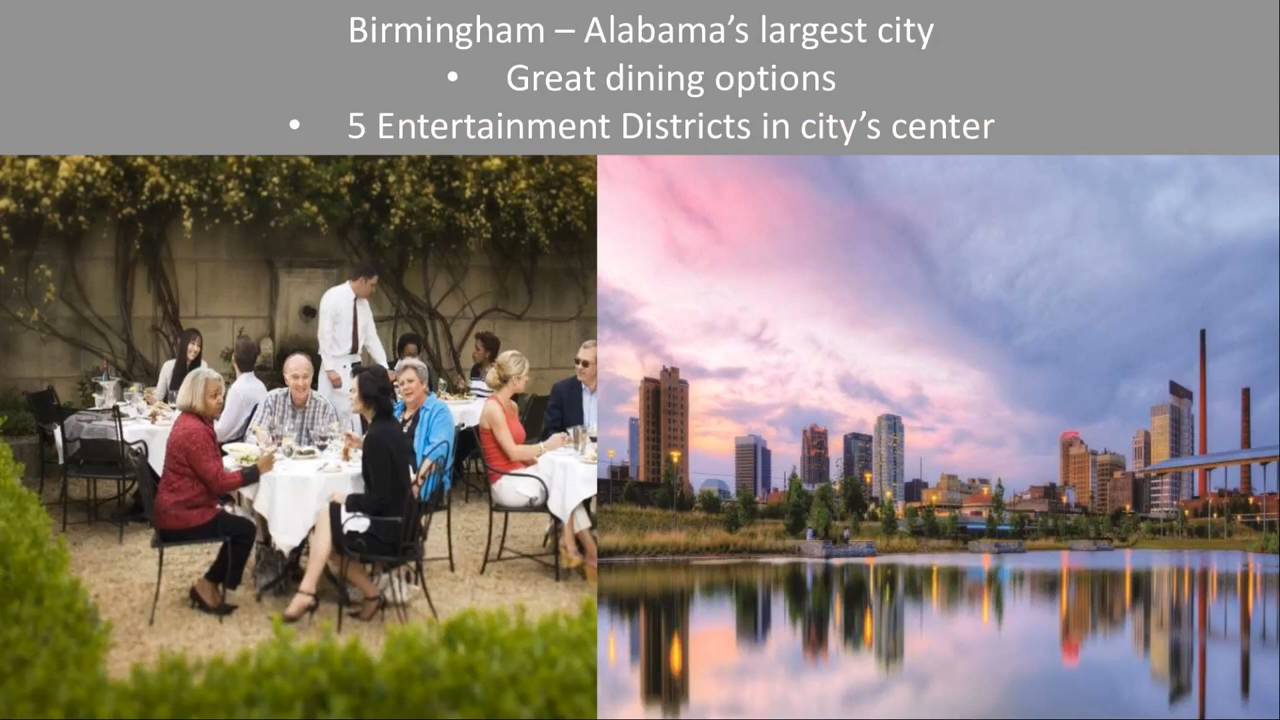 Birmingham – Alabama’s largest city
• Great dining options
• 5 Entertainment Districts in city’s center